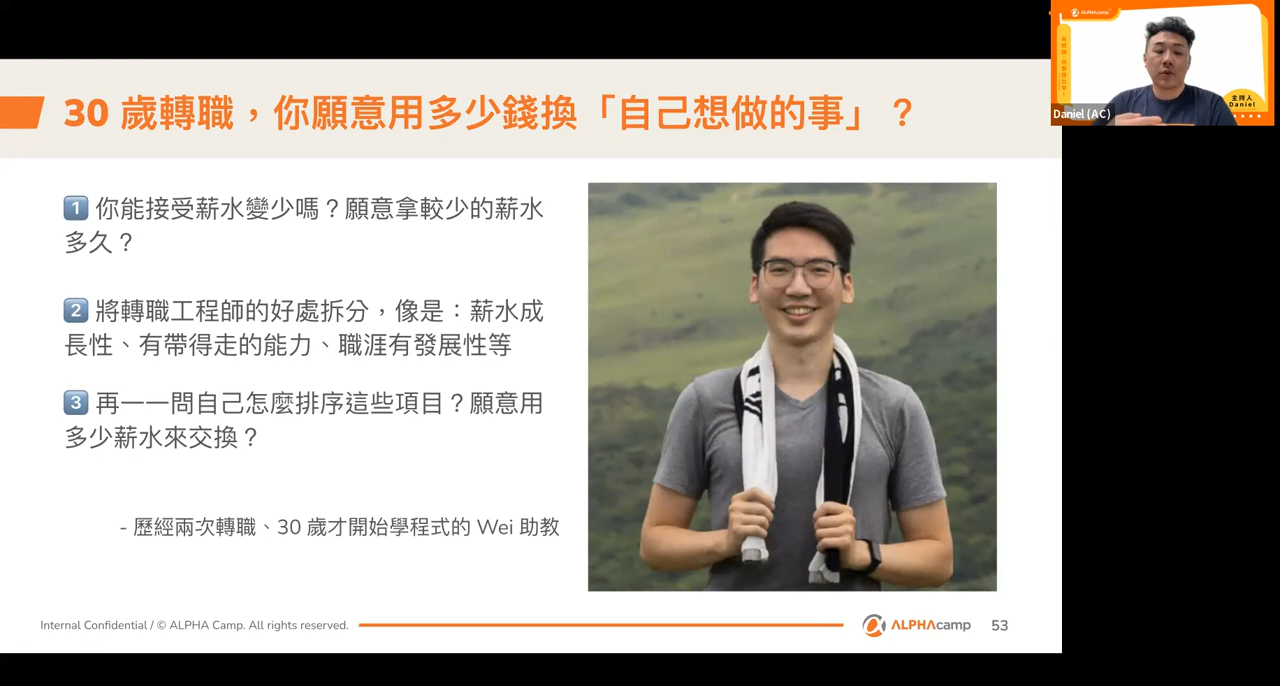 30 歲轉職，你願意用多少錢換「自己想做的事」？
1 你能接受薪水變少嗎？願意拿較少的薪水
多久？
2 將轉職工程師的好處拆分，像是：薪水成
長性、有帶得走的能力、職涯有發展性等
3 再一一問自己怎麼排序這些項目？願意用
多少薪水來交換？
- 歷經兩次轉職、30 歲才開始學程式的 Wei 助教
Internal Confidential / © ALPHA Camp. All rights reserved.
ALPHAcamp
53
ALPHAcamp
主持人
Daniel
Daniel (AC)